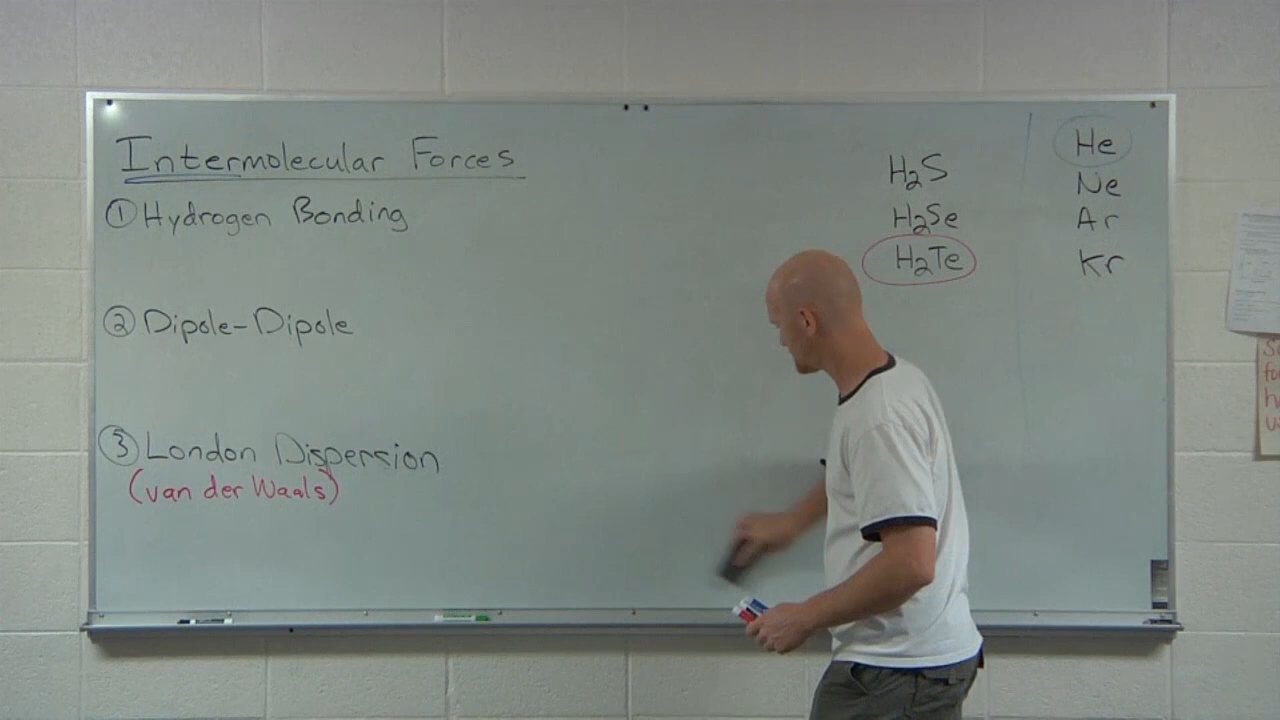 Intermolecular Forces
① Hydrogen Bonding
② Dipole-Dipole
③ London Dispersion
(van der Waals)
H₂S
H₂Se
H₂Te
He
Ne
Ar
Kr